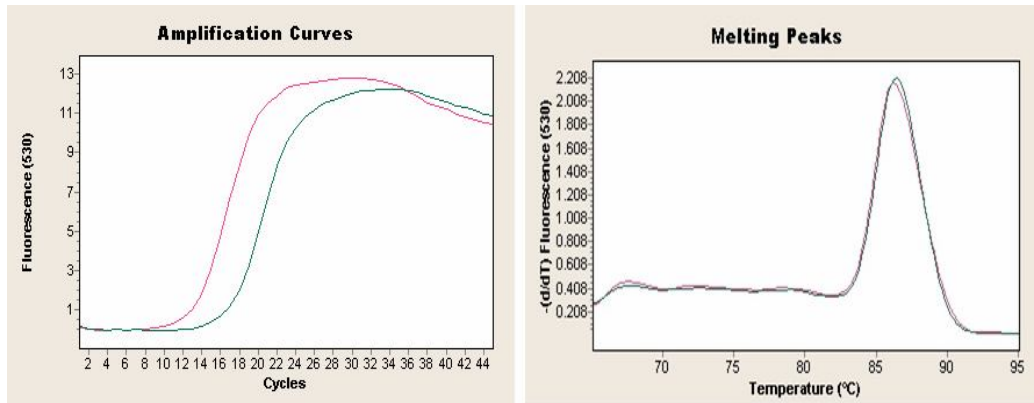 Amplification Curves
Fluorescence (530)
13
11
9
7
5
3
1
2 4 6 8 10 12 14 16 18 20 22 24 26 28 30 32 34 36 38 40 42 44
Cycles
Melting Peaks
-(d/dT) Fluorescence (530)
2.208
2.008
1.808
1.608
1.408
1.208
1.008
0.808
0.608
0.408
0.208
70 75 80 85 90 95
Temperature (ºC)